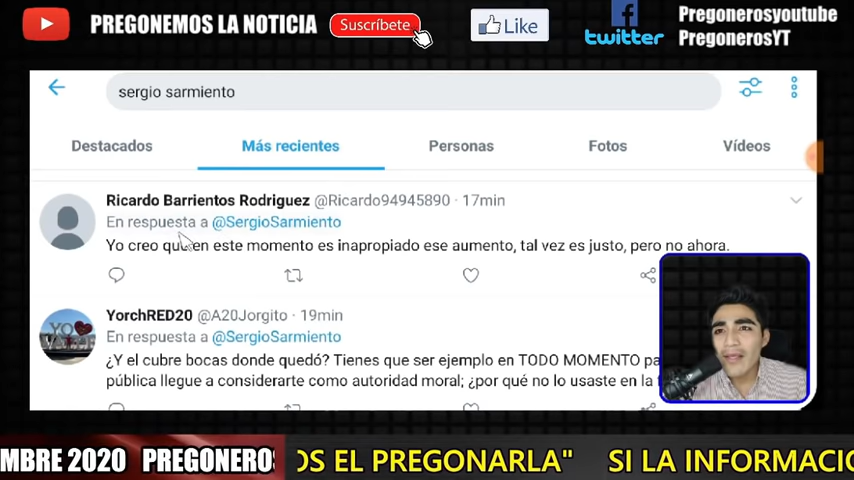 PREGONEMOS LA NOTICIA
Suscríbete
Like
twitter
Pregonerosyoutube
PregonerosYT
sergio sarmiento
Destacados
Más recientes
Personas
Fotos
Vídeos
Ricardo Barrientos Rodriguez @Ricardo94945890 · 17min
En respuesta a @SergioSarmiento
Yo creo que en este momento es inapropiado ese aumento, tal vez es justo, pero no ahora.
YorchRED20 @A20Jorgito · 19min
En respuesta a @SergioSarmiento
¿Y el cubre bocas donde quedó? Tienes que ser ejemplo en TODO MOMENTO
pública llegue a considerarte como autoridad moral; ¿por qué no lo usaste en la
MBRE 2020 PREGONEROS
OS EL PREGONARLA" SI LA INFORMACIO